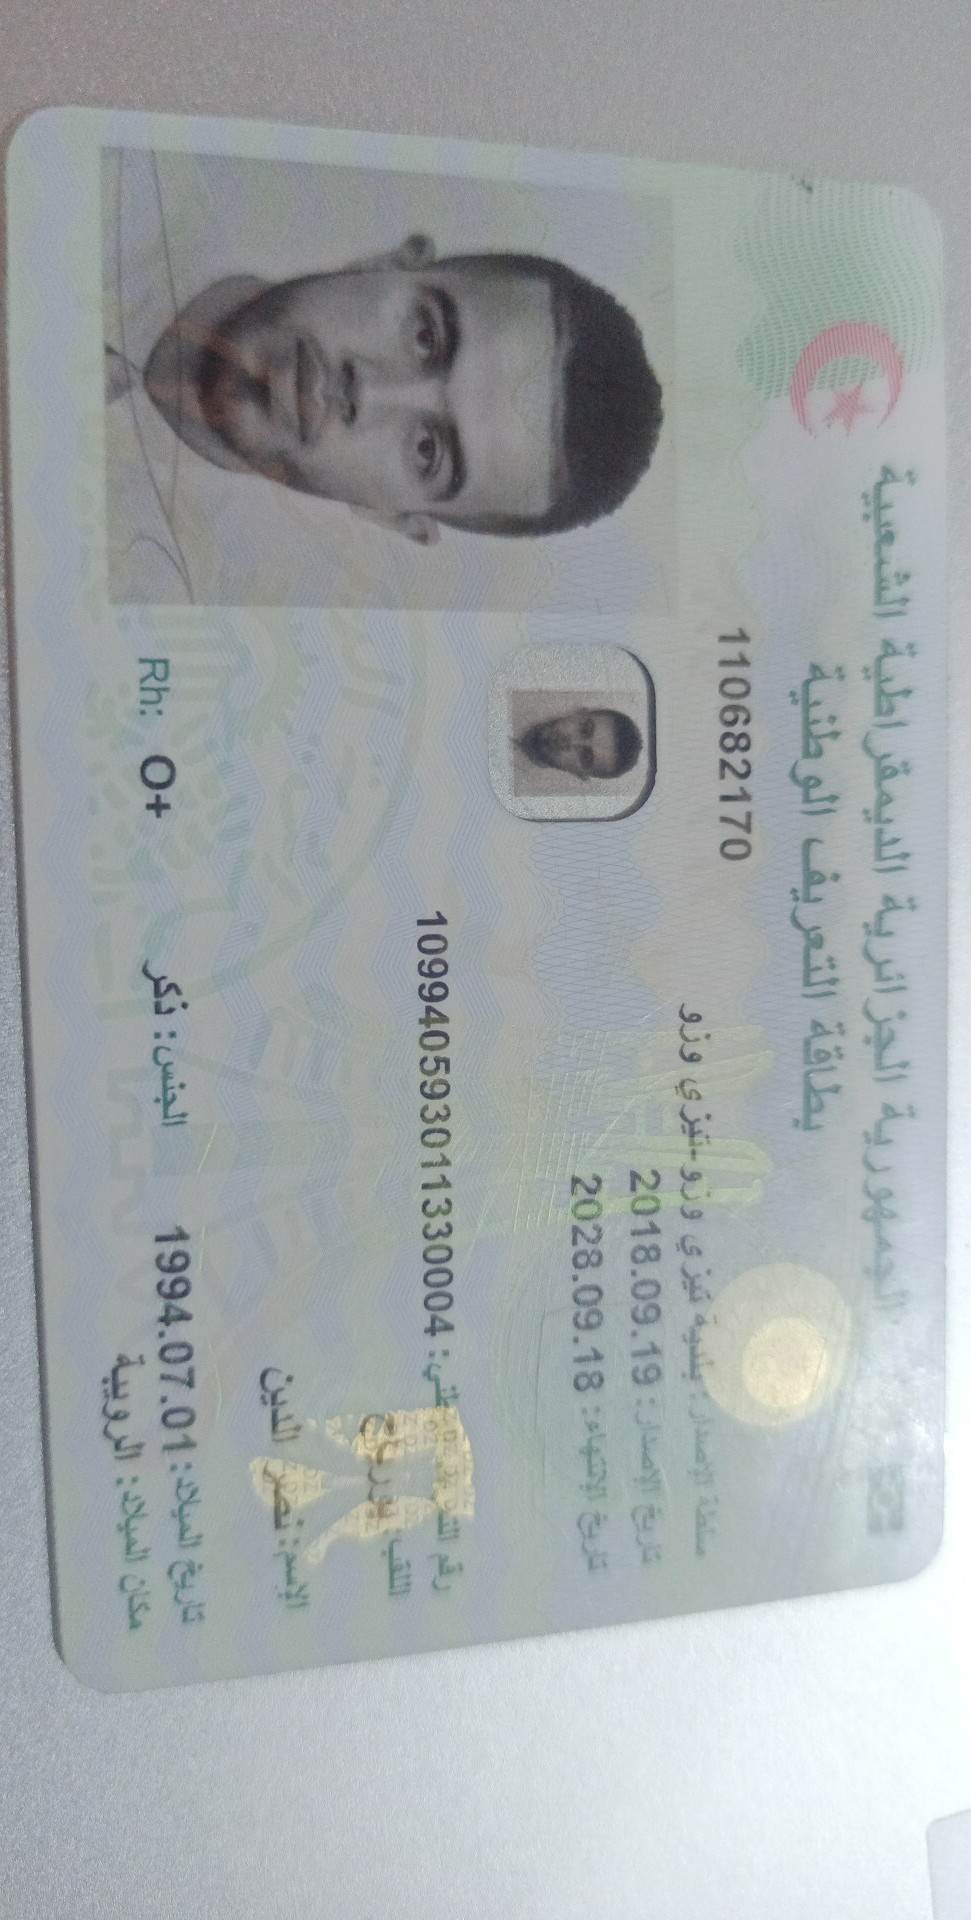 الجمهورية الجزائرية الديمقراطية الشعبية
بطاقة التعريف الوطنية
110682170
سلطة الإصدار: بلدية تيزي وزو-تيزي وزو
تاريخ الإصدار: 2018.09.19
تاريخ الإنتهاء: 2028.09.18
رقم التعريف الوطني: 109940593011330004
اللقب:
الإسم: نصر الدين
تاريخ الميلاد: 1994.07.01
الجنس: ذكر
Rh: O+
مكان الميلاد: الرويبة